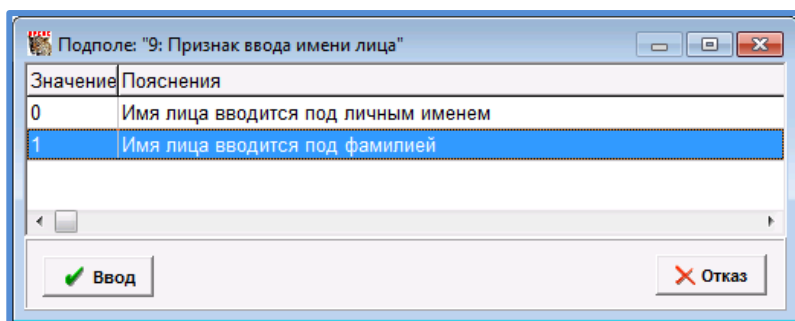 Подполе: "9: Признак ввода имени лица"
Значение Пояснения
0 Имя лица вводится под личным именем
1 Имя лица вводится под фамилией
Ввод Отказ